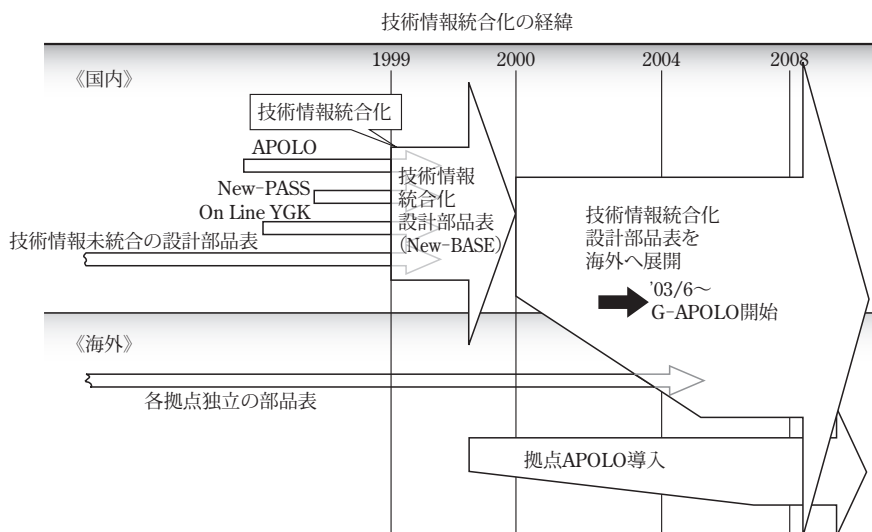 技術情報統合化の経緯
1999
2000
2004
2008
《国内》
技術情報統合化
APOLO
New-PASS
On Line YGK
技術情報未統合の設計部品表
技術情報
統合化
設計部品表
(New-BASE)
技術情報統合化
設計部品表を
海外へ展開
'03/6〜
G-APOLO開始
《海外》
各拠点独立の部品表
拠点APOLO導入